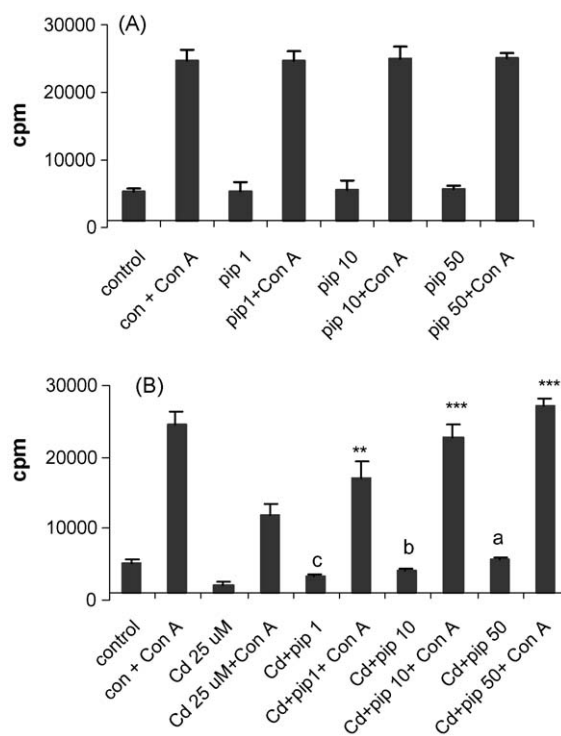 (A)
30000
20000
10000
0
cpm
control
con + Con A
pip 1
pip1+Con A
pip 10
pip 10+Con A
pip 50
pip 50+Con A
(B)
30000
20000
10000
0
cpm
**
***
***
c
b
a
control
con + Con A
Cd 25 uM
Cd 25 uM+Con A
Cd+pip 1
Cd+pip1+ Con A
Cd+pip 10
Cd+pip 10+ Con A
Cd+pip 50
Cd+pip 50+ Con A